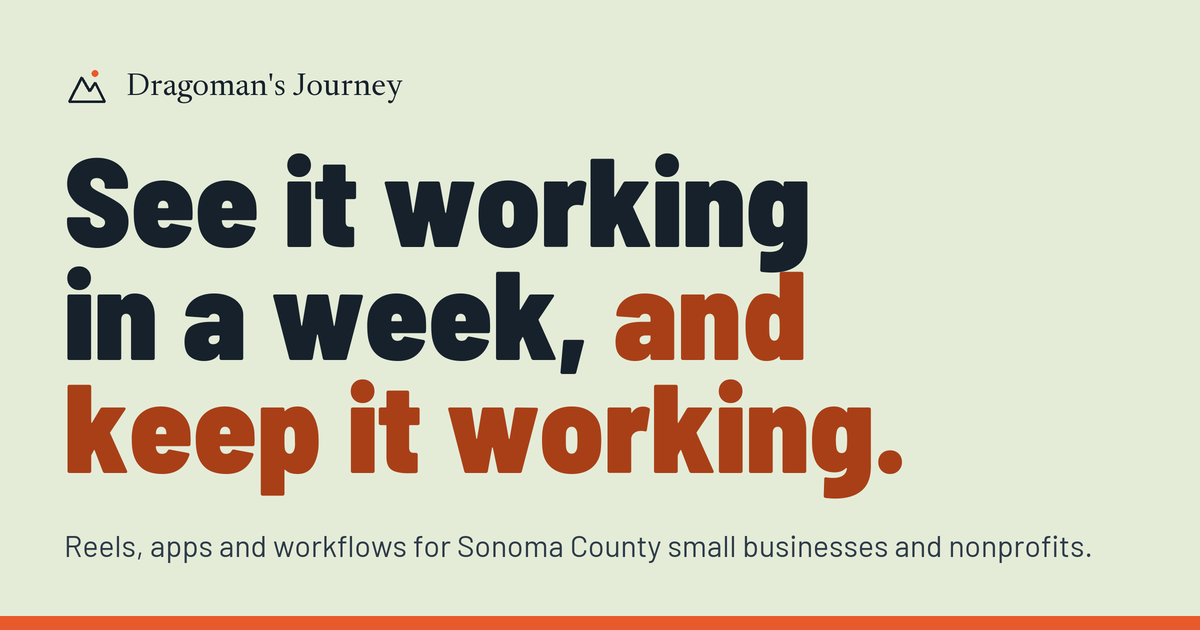 Dragoman's Journey
See it working
in a week, and
keep it working.
Reels, apps and workflows for Sonoma County small businesses and nonprofits.